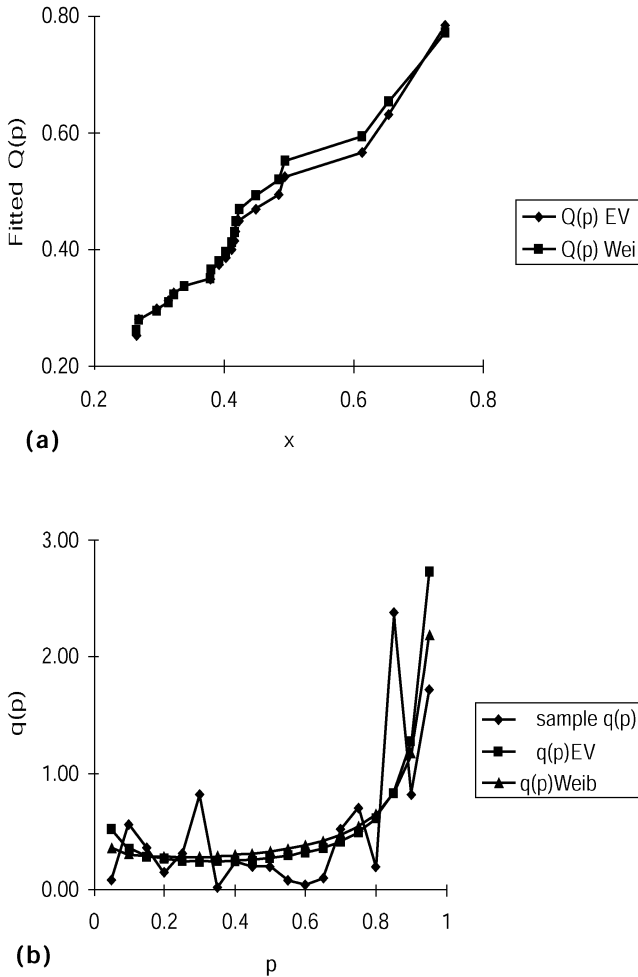 0.80
0.60
0.40
0.20
Fitted Q(p)
0.2 0.4 0.6 0.8
x
(a)
Q(p) EV
Q(p) Wei
3.00
2.00
1.00
0.00
q(p)
0 0.2 0.4 0.6 0.8 1
p
(b)
sample q(p)
q(p)EV
q(p)Weib